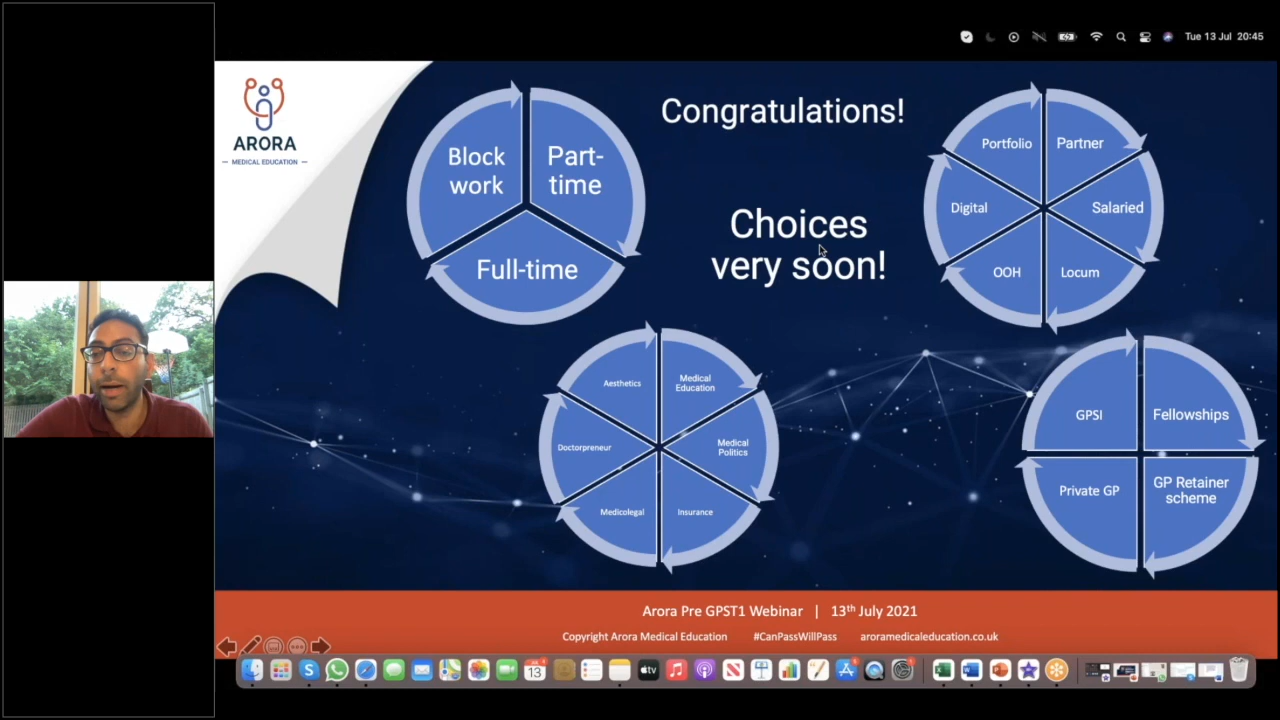 Tue 13 Jul 20:45
ARORA
MEDICAL EDUCATION
Block
work
Part-
time
Full-time
Congratulations!
Choices
very soon!
Portfolio
Partner
Digital
Salaried
OOH
Locum
Aesthetics
Medical
Education
Doctorpreneur
Medical
Politics
Medicolegal
Insurance
GPSI
Fellowships
Private GP
GP Retainer
scheme
Arora Pre GPST1 Webinar | 13th July 2021
Copyright Arora Medical Education #CanPassWillPass aroramedicaleducation.co.uk
13
tv